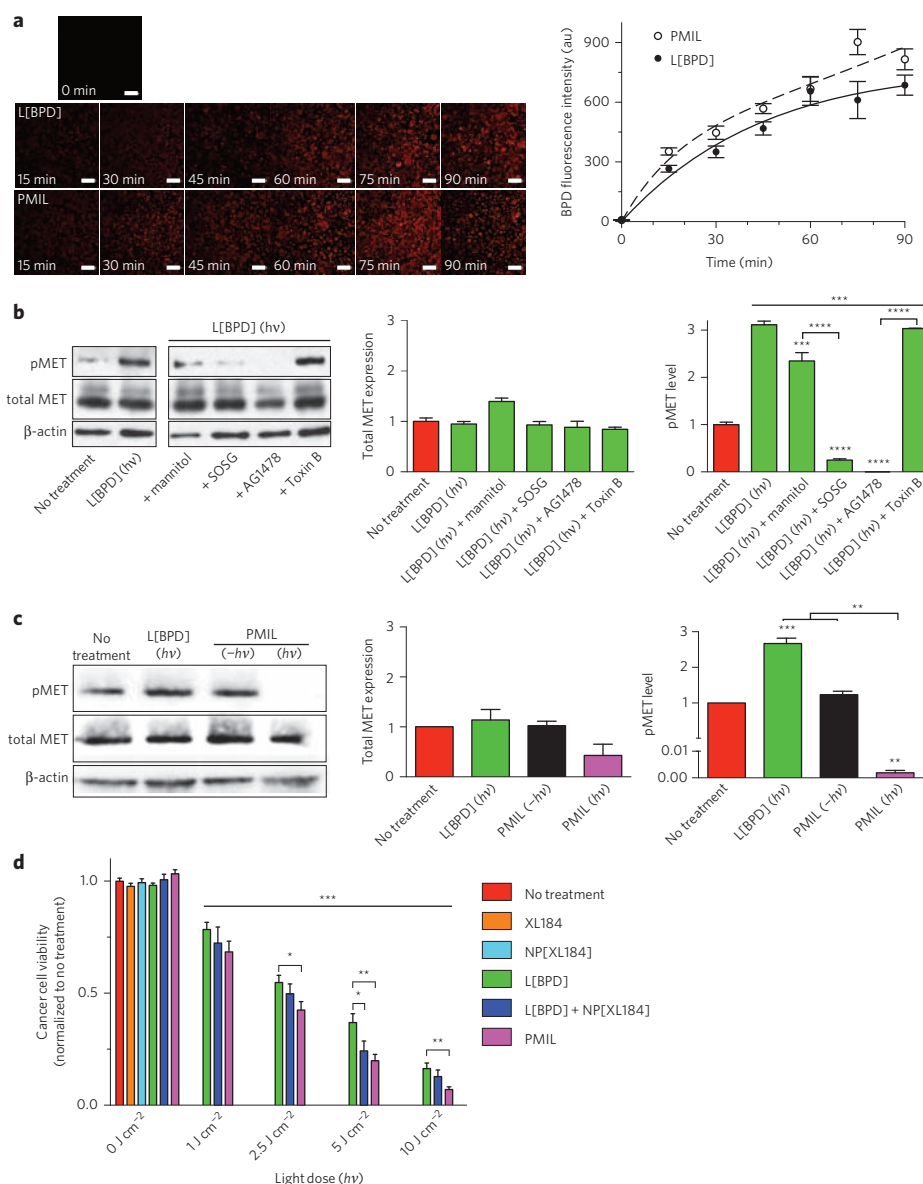 a
0 min
L[BPD]
15 min 30 min 45 min 60 min 75 min 90 min
PMIL
15 min 30 min 45 min 60 min 75 min 90 min
BPD fluorescence intensity (au)
900
600
300
0
PMIL
L[BPD]
0 30 60 90
Time (min)
b
L[BPD] (hν)
pMET
total MET
β-actin
No treatment
L[BPD] (hν)
+ mannitol
+ SOSG
+ AG1478
+ Toxin B
Total MET expression
3
2
1
0
No treatment
L[BPD] (hν)
L[BPD] (hν) + mannitol
L[BPD] (hν) + SOSG
L[BPD] (hν) + AG1478
L[BPD] (hν) + Toxin B
pMET level
3
2
1
0
***
****
***
****
****
****
No treatment
L[BPD] (hν)
L[BPD] (hν) + mannitol
L[BPD] (hν) + SOSG
L[BPD] (hν) + AG1478
L[BPD] (hν) + Toxin B
c
No treatment
L[BPD] (hν)
PMIL
(–hν) (hν)
pMET
total MET
β-actin
Total MET expression
3
2
1
0
No treatment
L[BPD] (hν)
PMIL (–hν)
PMIL (hν)
pMET level
3
2
1
0.01
0.00
**
***
**
No treatment
L[BPD] (hν)
PMIL (–hν)
PMIL (hν)
d
Cancer cell viability
(normalized to no treatment)
1.0
0.5
0.0
***
*
**
*
**
0 J cm⁻²
1 J cm⁻²
2.5 J cm⁻²
5 J cm⁻²
10 J cm⁻²
Light dose (hν)
No treatment
XL184
NP[XL184]
L[BPD]
L[BPD] + NP[XL184]
PMIL